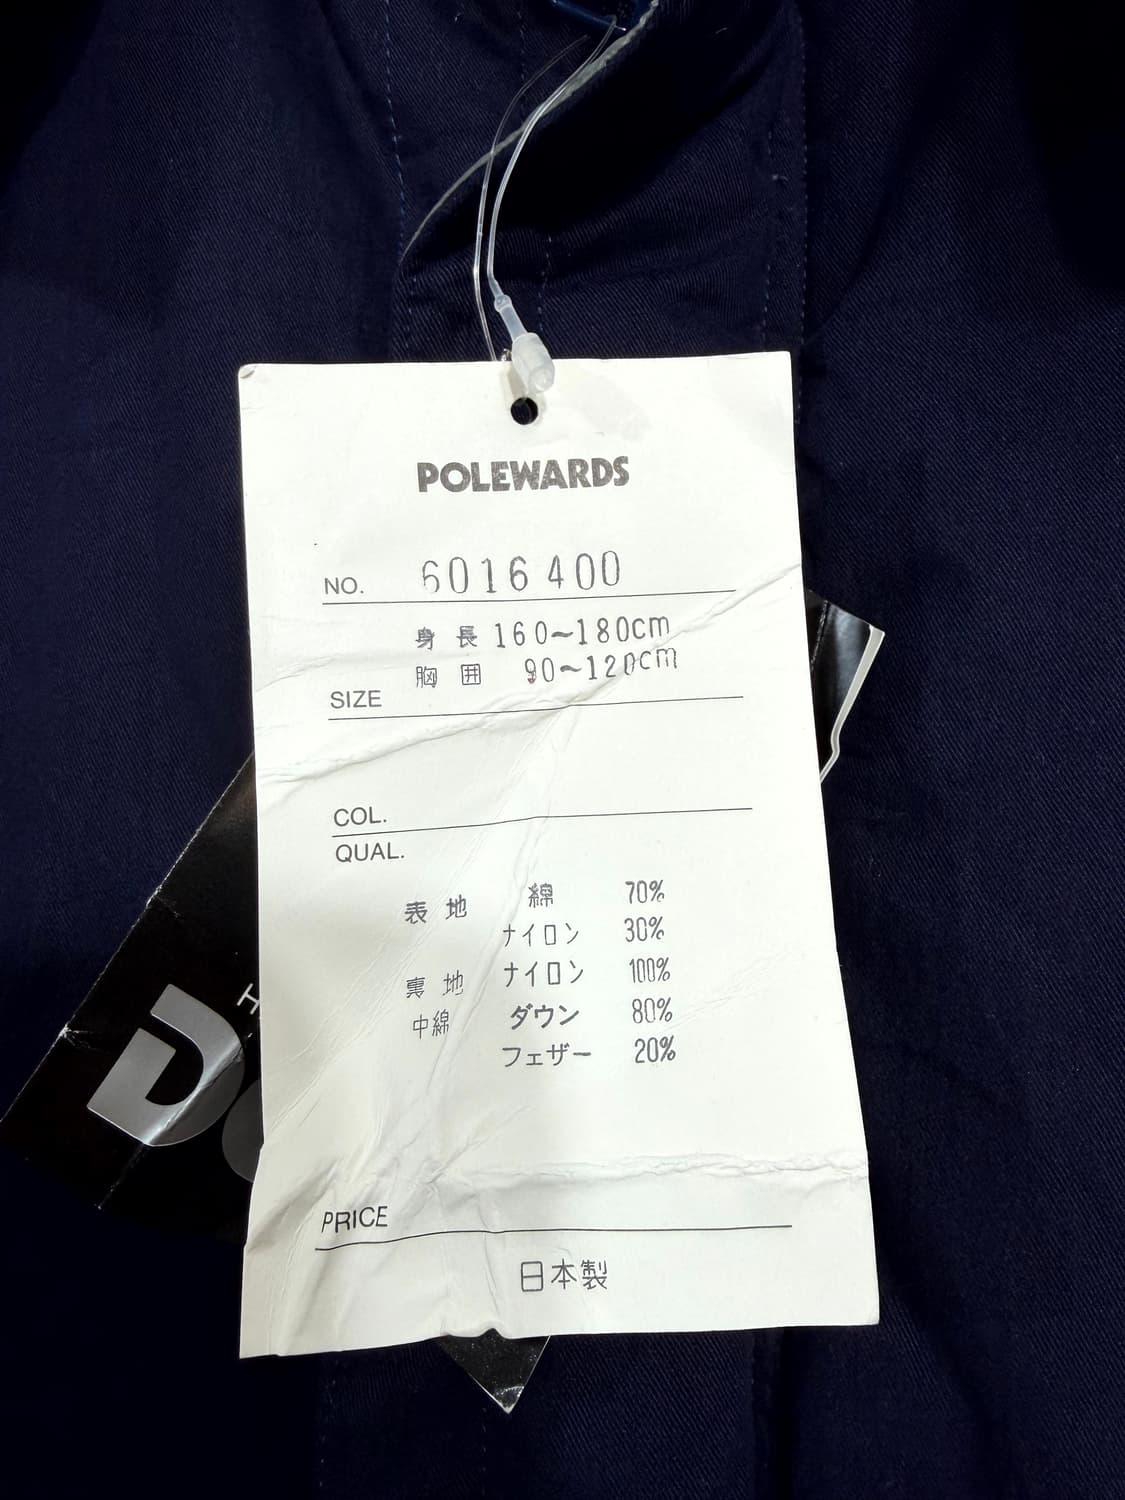 POLEWARDS
NO. 6016400
身長 160~180cm
胸囲 90~120cm
SIZE
COL.
QUAL.
表地 綿 70%
ナイロン 30%
裏地 ナイロン 100%
中綿 ダウン 80%
フェザー 20%
PRICE
日本製